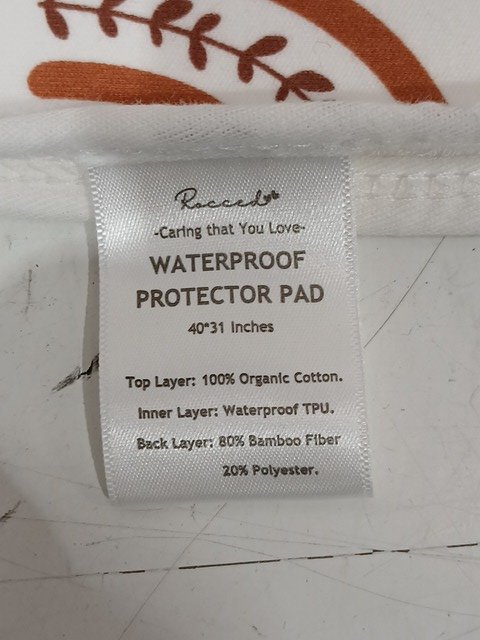 Rocced
-Caring that You Love-
WATERPROOF
PROTECTOR PAD
40*31 Inches
Top Layer: 100% Organic Cotton.
Inner Layer: Waterproof TPU.
Back Layer: 80% Bamboo Fiber
20% Polyester.